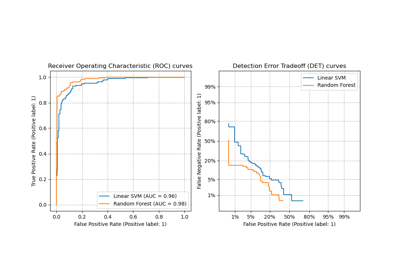 Receiver Operating Characteristic (ROC) curves
1.0
0.8
0.6
0.4
0.2
0.0
True Positive Rate (Positive label: 1)
Linear SVM (AUC = 0.96)
Random Forest (AUC = 0.98)
0.0 0.2 0.4 0.6 0.8 1.0
False Positive Rate (Positive label: 1)
Detection Error Tradeoff (DET) curves
Linear SVM
Random Forest
99%
95%
80%
50%
20%
5%
1%
False Negative Rate (Positive label: 1)
1% 5% 20% 50% 80% 95% 99%
False Positive Rate (Positive label: 1)